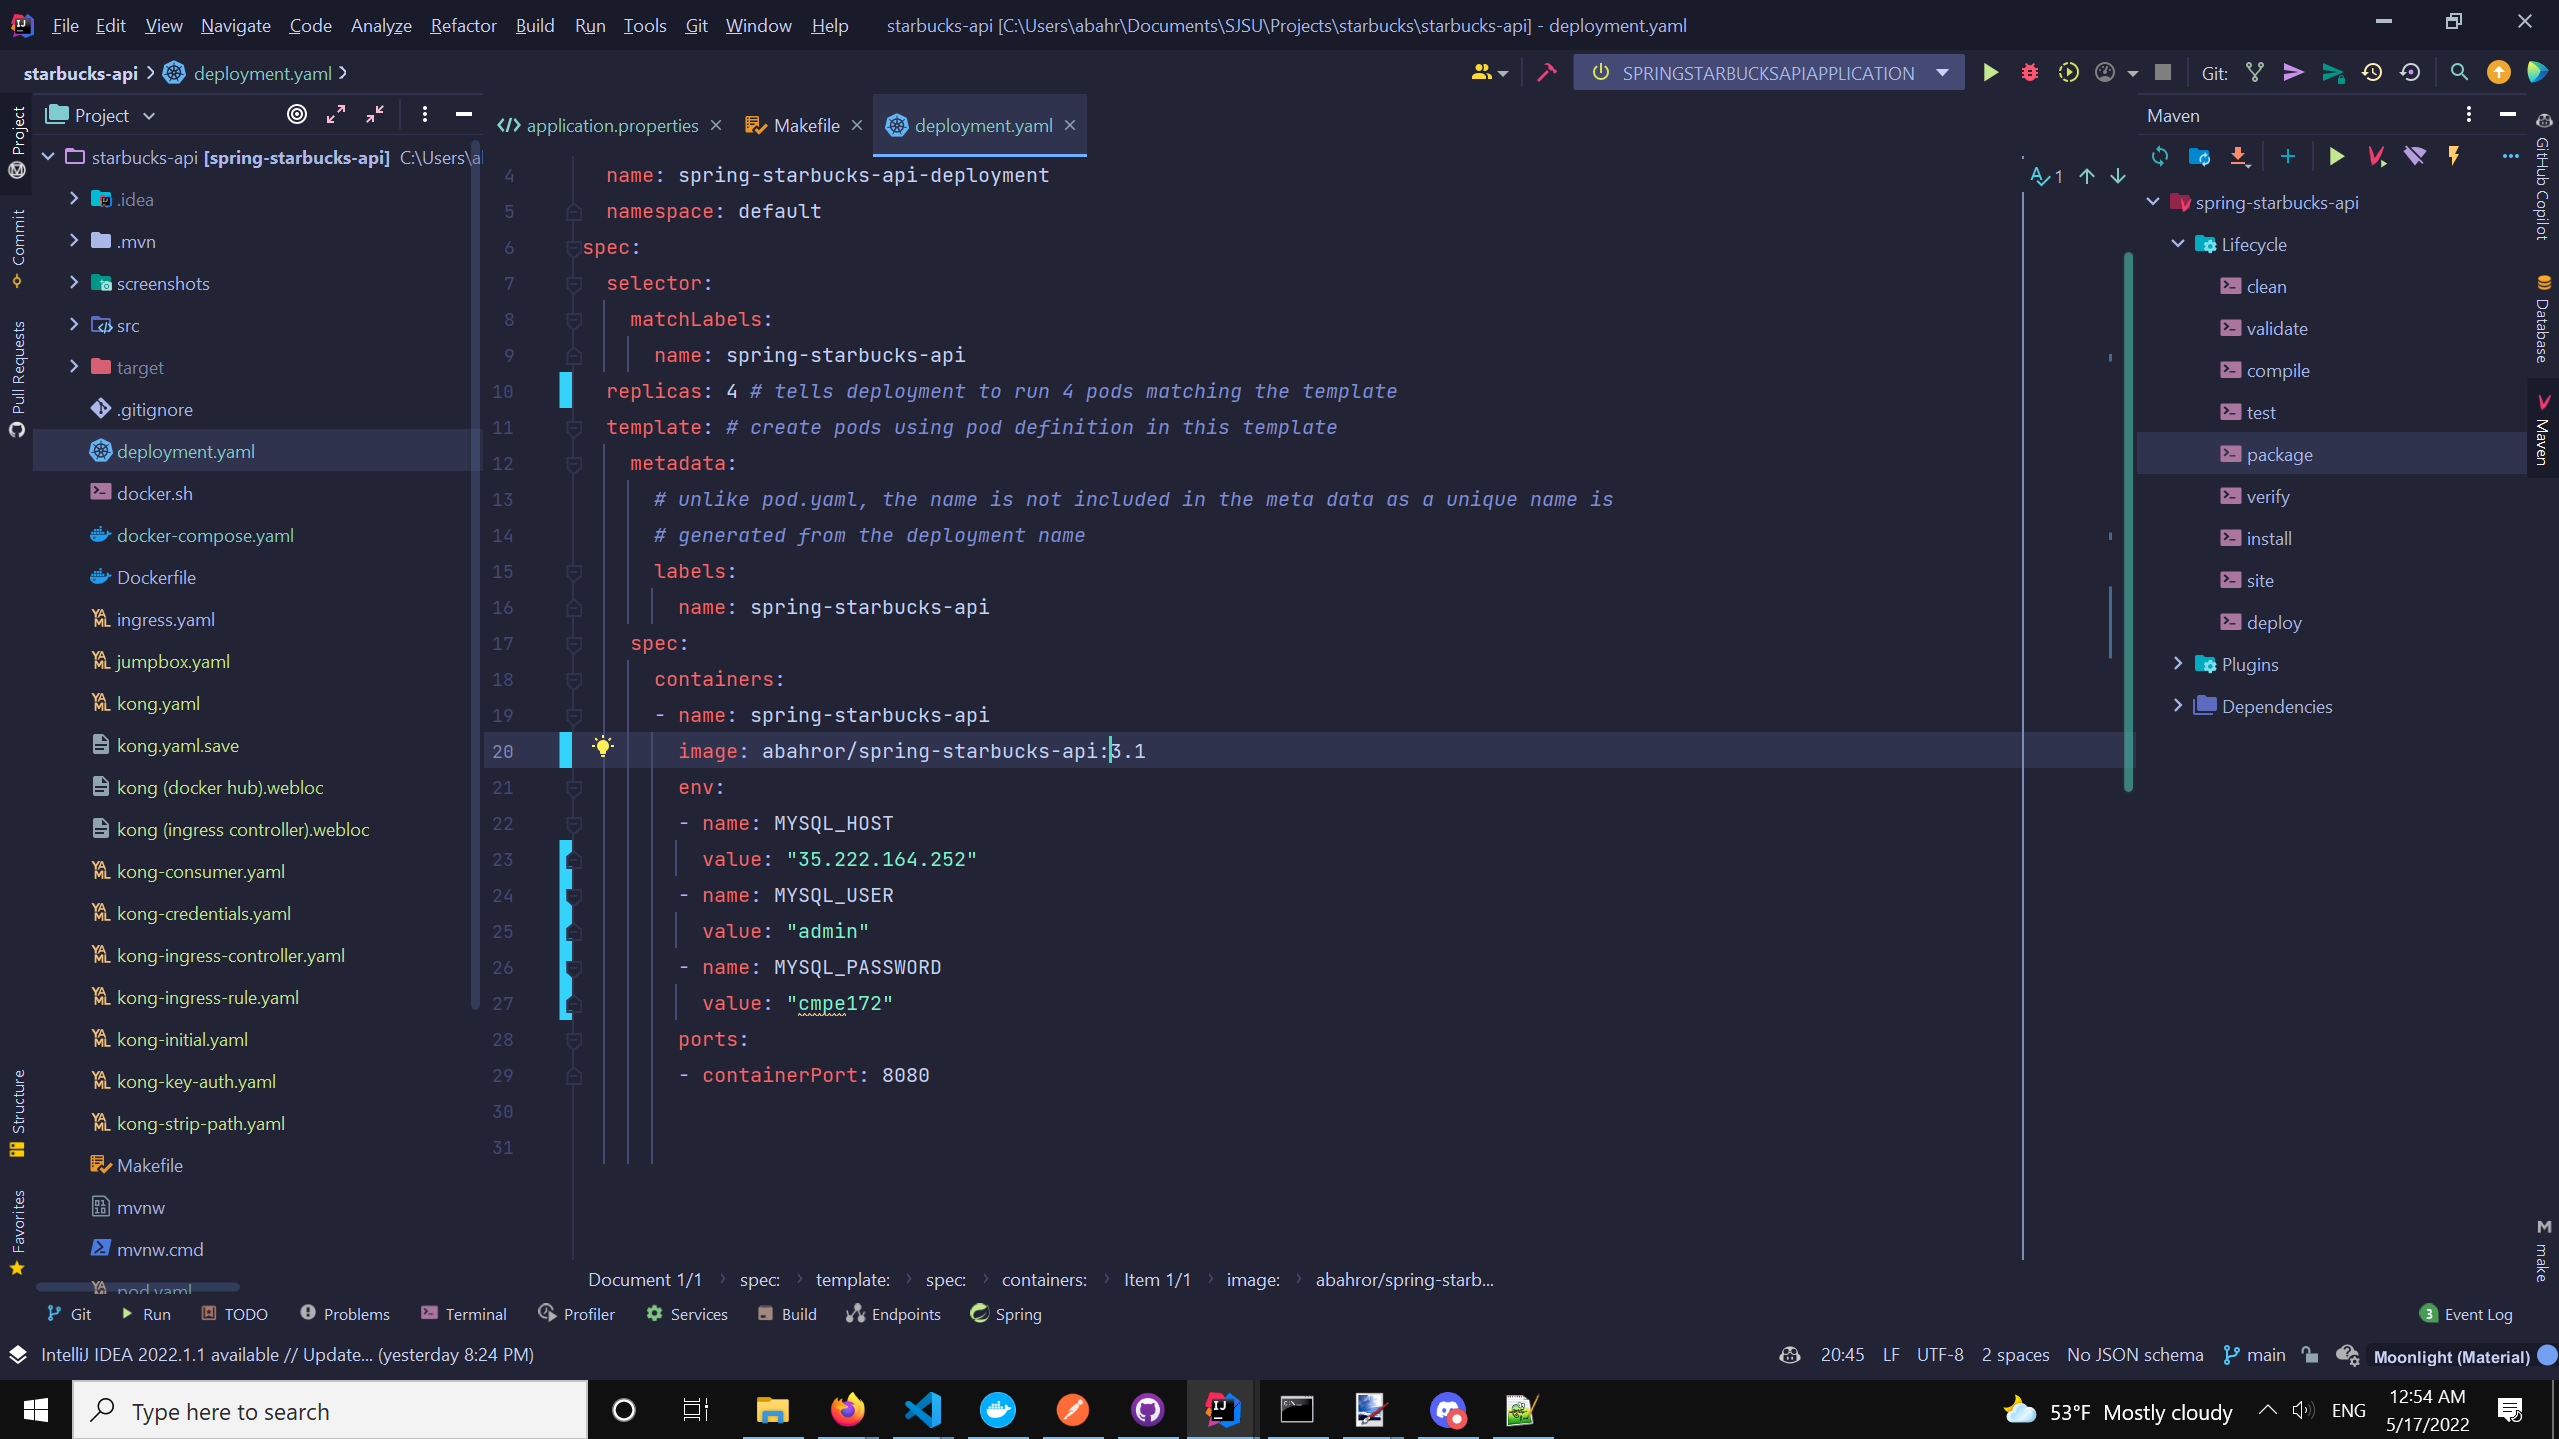 File Edit View Navigate Code Analyze Refactor Build Run Tools Git Window Help starbucks-api [C:\Users\abahr\Documents\SJSU\Projects\starbucks\starbucks-api] - deployment.yaml
starbucks-api deployment.yaml SPRINGSTARBUCKSAPIAPPLICATION Git:
Project
application.properties Makefile deployment.yaml
Maven
starbucks-api [spring-starbucks-api] C:\Users\a
.idea
.mvn
screenshots
src
target
.gitignore
deployment.yaml
docker.sh
docker-compose.yaml
Dockerfile
ingress.yaml
jumpbox.yaml
kong.yaml
kong.yaml.save
kong (docker hub).webloc
kong (ingress controller).webloc
kong-consumer.yaml
kong-credentials.yaml
kong-ingress-controller.yaml
kong-ingress-rule.yaml
kong-initial.yaml
kong-key-auth.yaml
kong-strip-path.yaml
Makefile
mvnw
mvnw.cmd
pod.yaml
Project
Commit
Pull Requests
Structure
Favorites
4 name: spring-starbucks-api-deployment
5 namespace: default
6 spec:
7 selector:
8 matchLabels:
9 name: spring-starbucks-api
10 replicas: 4 # tells deployment to run 4 pods matching the template
11 template: # create pods using pod definition in this template
12 metadata:
13 # unlike pod.yaml, the name is not included in the meta data as a unique name is
14 # generated from the deployment name
15 labels:
16 name: spring-starbucks-api
17 spec:
18 containers:
19 - name: spring-starbucks-api
20 image: abahror/spring-starbucks-api:3.1
21 env:
22 - name: MYSQL_HOST
23 value: "35.222.164.252"
24 - name: MYSQL_USER
25 value: "admin"
26 - name: MYSQL_PASSWORD
27 value: "cmpe172"
28 ports:
29 - containerPort: 8080
30
31
1
spring-starbucks-api
Lifecycle
clean
validate
compile
test
package
verify
install
site
deploy
Plugins
Dependencies
GitHub Copilot
Database
Maven
make
Document 1/1 spec: template: spec: containers: Item 1/1 image: abahror/spring-starb...
Git Run TODO Problems Terminal Profiler Services Build Endpoints Spring 3 Event Log
IntelliJ IDEA 2022.1.1 available // Update... (yesterday 8:24 PM) 20:45 LF UTF-8 2 spaces No JSON schema main Moonlight (Material)
Type here to search 53°F Mostly cloudy ENG 12:54 AM
5/17/2022